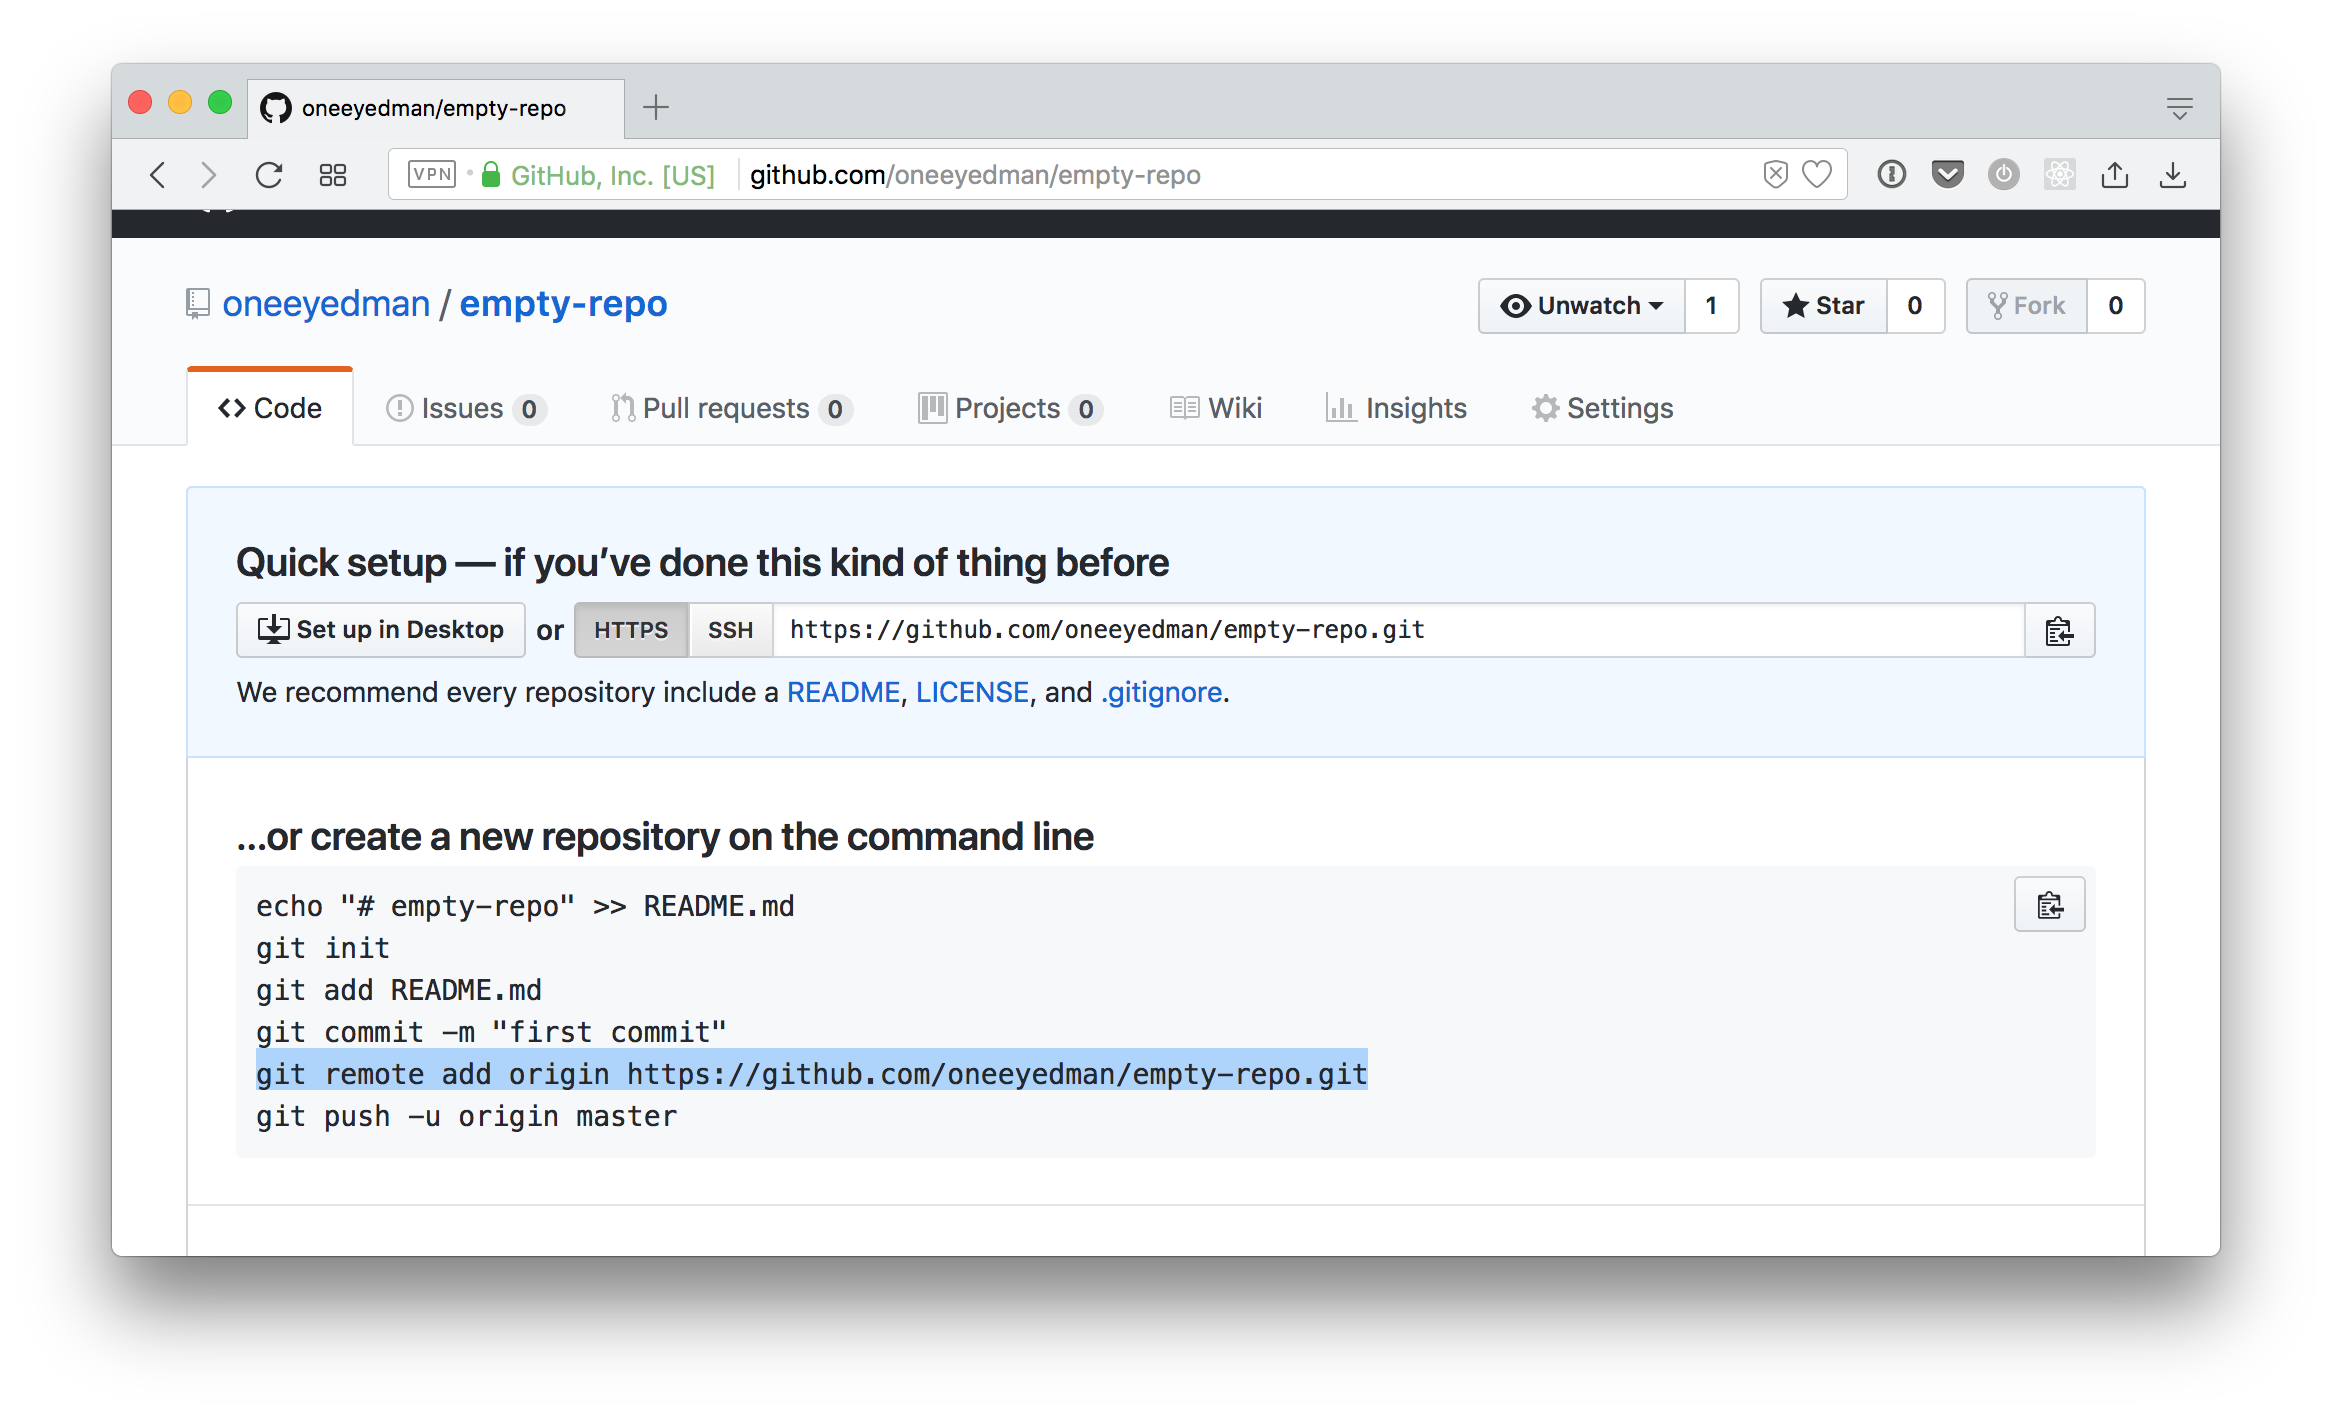 oneeyedman/empty-repo
VPN GitHub, Inc. [US] github.com/oneeyedman/empty-repo
oneeyedman / empty-repo Unwatch 1 Star 0 Fork 0
Code Issues 0 Pull requests 0 Projects 0 Wiki Insights Settings
Quick setup — if you’ve done this kind of thing before
Set up in Desktop or HTTPS SSH https://github.com/oneeyedman/empty-repo.git
We recommend every repository include a README, LICENSE, and .gitignore.
…or create a new repository on the command line
echo "# empty-repo" >> README.md
git init
git add README.md
git commit -m "first commit"
git remote add origin https://github.com/oneeyedman/empty-repo.git
git push -u origin master